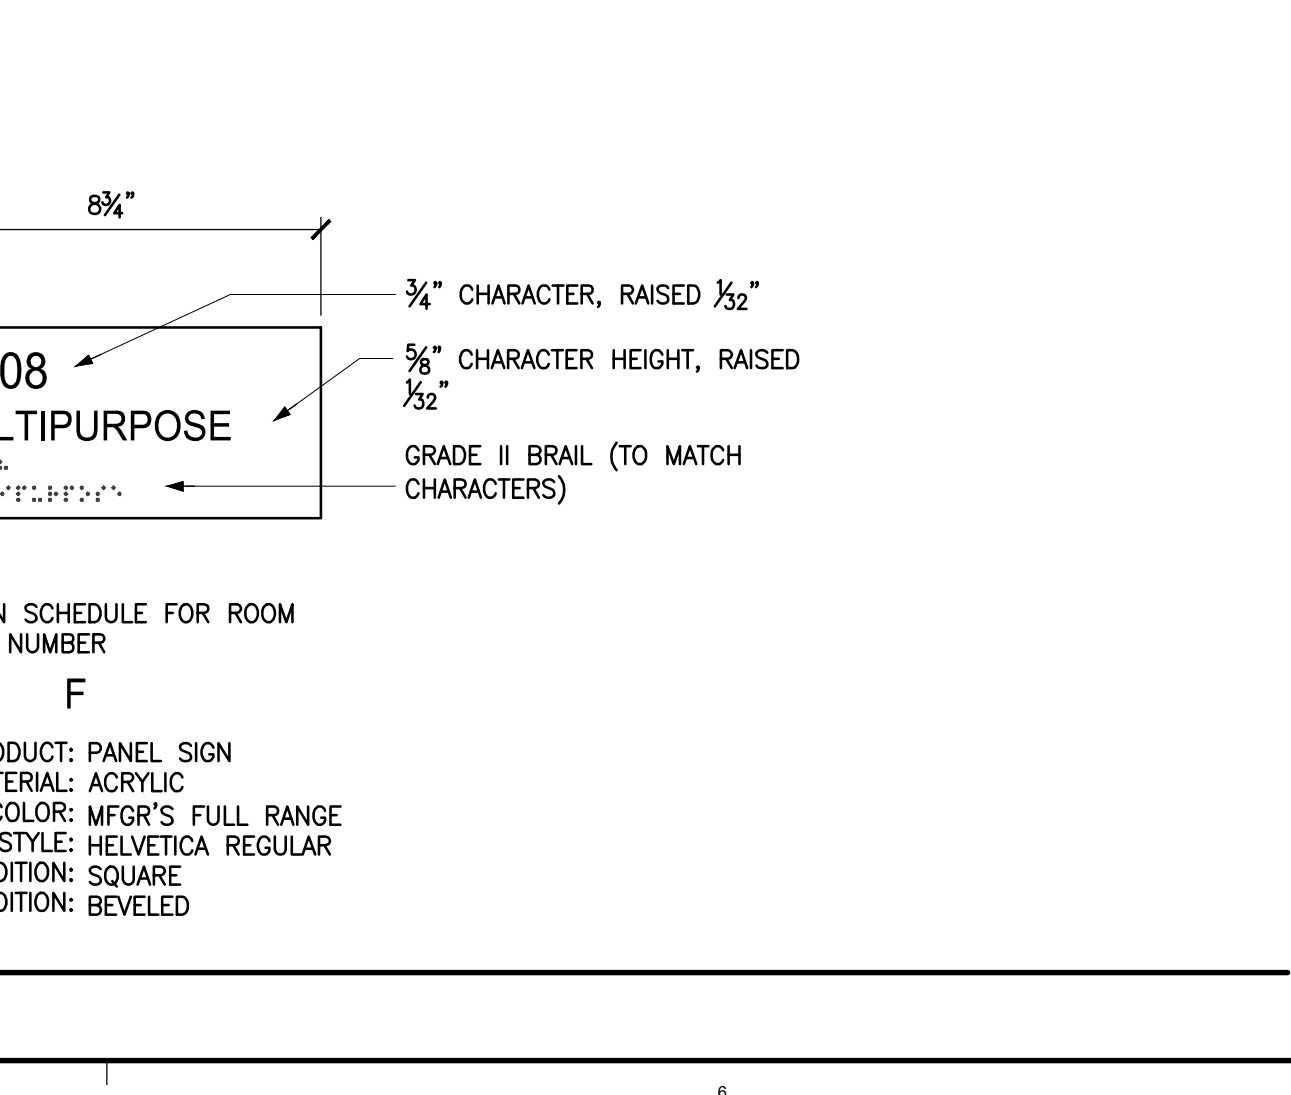 8¾”
¾” CHARACTER, RAISED 1⁄32”
08
⅝” CHARACTER HEIGHT, RAISED
1⁄32”
LTIPURPOSE
GRADE II BRAIL (TO MATCH
CHARACTERS)
N SCHEDULE FOR ROOM
NUMBER
F
ODUCT: PANEL SIGN
TERIAL: ACRYLIC
COLOR: MFGR'S FULL RANGE
STYLE: HELVETICA REGULAR
DITION: SQUARE
DITION: BEVELED
6